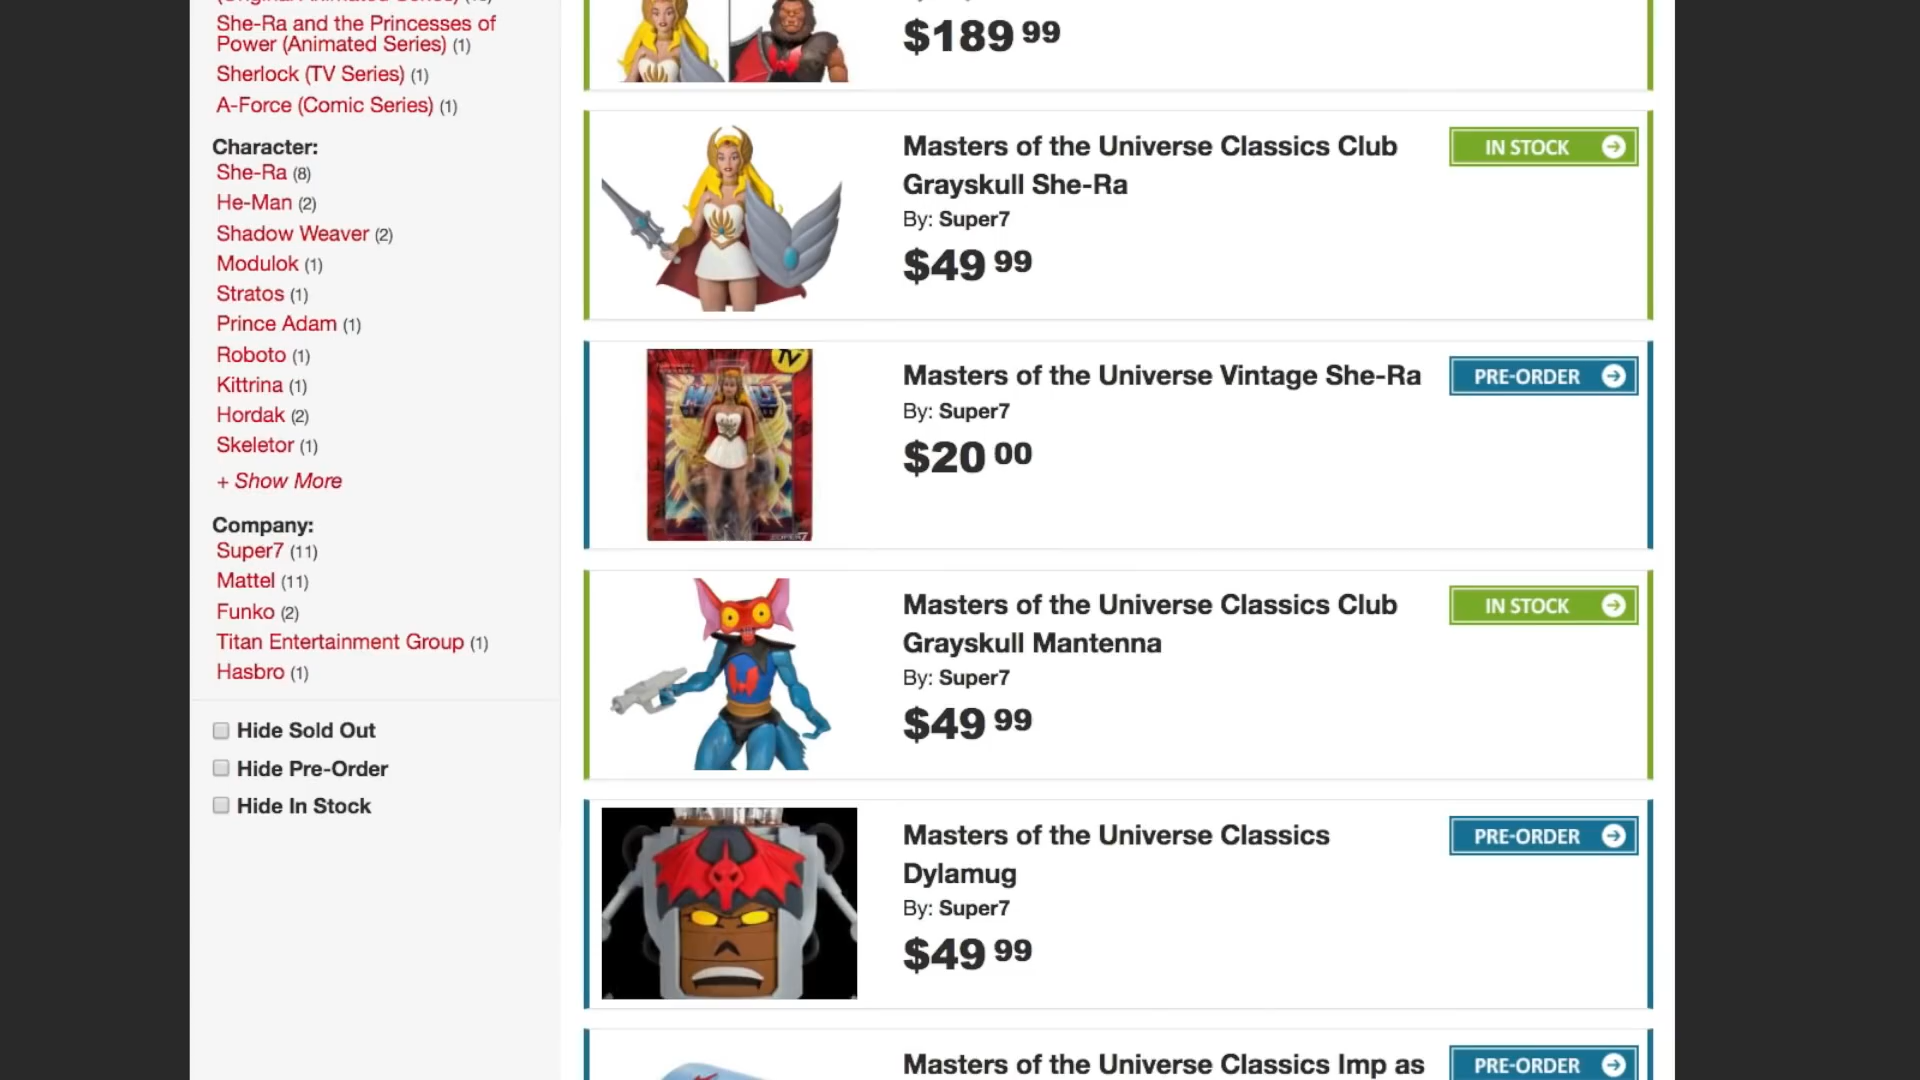 She-Ra and the Princesses of
Power (Animated Series) (1)
Sherlock (TV Series) (1)
A-Force (Comic Series) (1)
Character:
She-Ra (8)
He-Man (2)
Shadow Weaver (2)
Modulok (1)
Stratos (1)
Prince Adam (1)
Roboto (1)
Kittrina (1)
Hordak (2)
Skeletor (1)
+ Show More
Company:
Super7 (11)
Mattel (11)
Funko (2)
Titan Entertainment Group (1)
Hasbro (1)
Hide Sold Out
Hide Pre-Order
Hide In Stock
$189 99
Masters of the Universe Classics Club
Grayskull She-Ra
By: Super7
$49 99
IN STOCK
TV
Masters of the Universe Vintage She-Ra
By: Super7
$20 00
PRE-ORDER
Masters of the Universe Classics Club
Grayskull Mantenna
By: Super7
$49 99
IN STOCK
Masters of the Universe Classics
Dylamug
By: Super7
$49 99
PRE-ORDER
Masters of the Universe Classics Imp as
PRE-ORDER